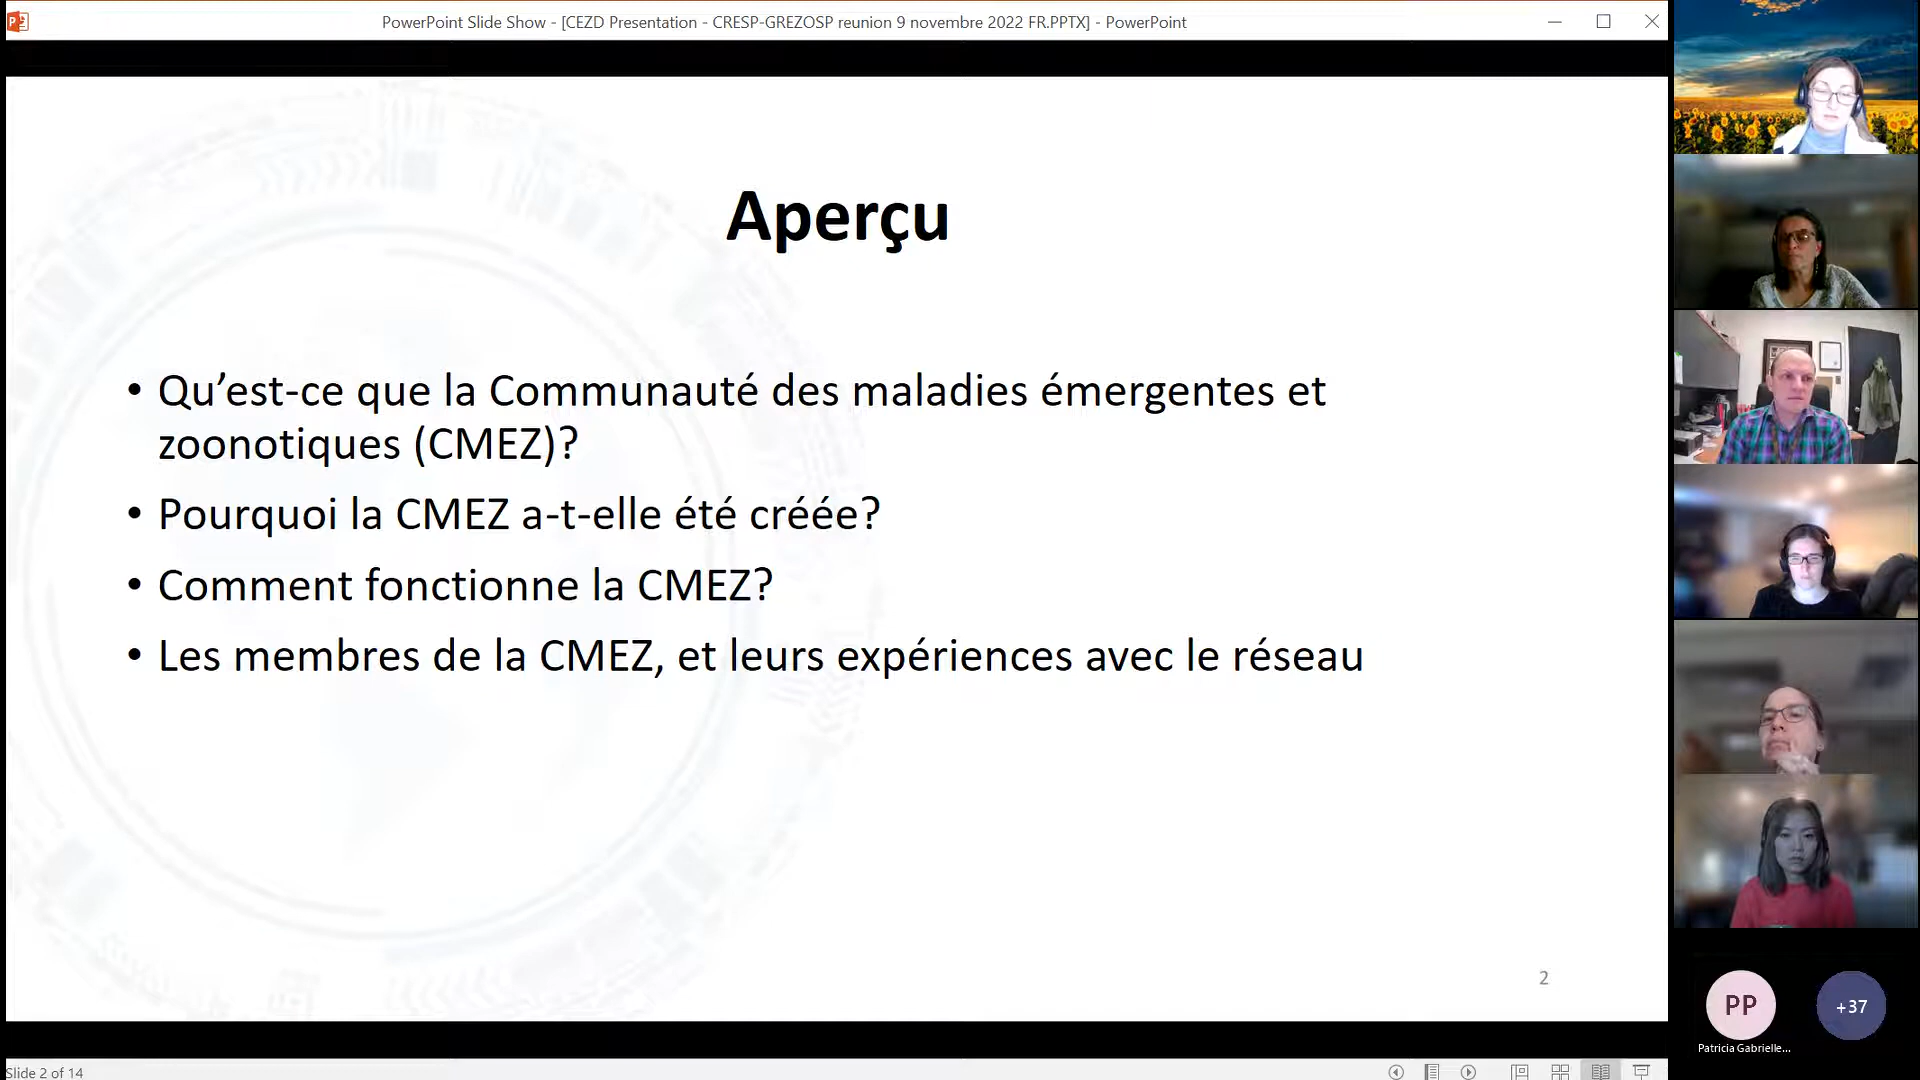 PowerPoint Slide Show - [CEZD Presentation - CRESP-GREZOSP reunion 9 novembre 2022 FR.PPTX] - PowerPoint
Aperçu
• Qu’est-ce que la Communauté des maladies émergentes et
zoonotiques (CMEZ)?
• Pourquoi la CMEZ a-t-elle été créée?
• Comment fonctionne la CMEZ?
• Les membres de la CMEZ, et leurs expériences avec le réseau
2
PP
+37
Patricia Gabrielle...
Slide 2 of 14